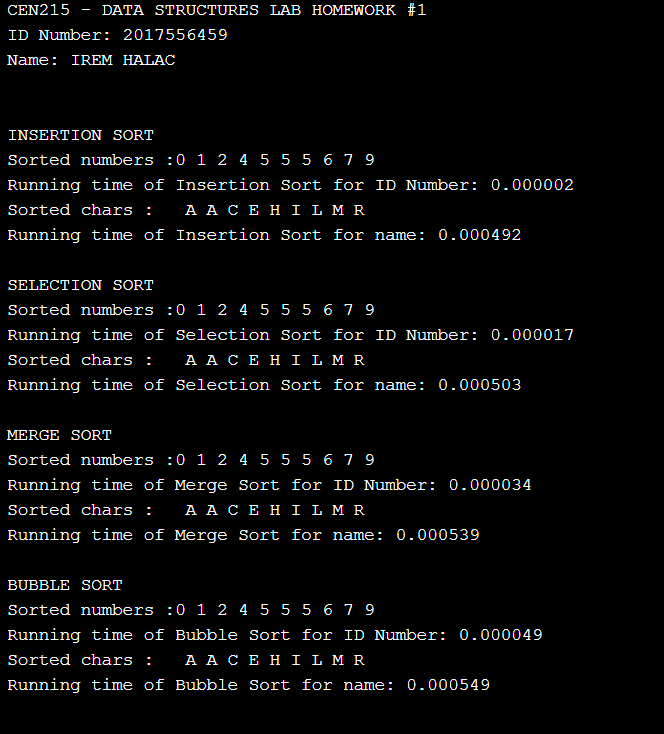 CEN215 – DATA STRUCTURES LAB HOMEWORK #1
ID Number: 2017556459
Name: IREM HALAC
INSERTION SORT
Sorted numbers :0 1 2 4 5 5 5 6 7 9
Running time of Insertion Sort for ID Number: 0.000002
Sorted chars :   A A C E H I L M R
Running time of Insertion Sort for name: 0.000492
SELECTION SORT
Sorted numbers :0 1 2 4 5 5 5 6 7 9
Running time of Selection Sort for ID Number: 0.000017
Sorted chars :   A A C E H I L M R
Running time of Selection Sort for name: 0.000503
MERGE SORT
Sorted numbers :0 1 2 4 5 5 5 6 7 9
Running time of Merge Sort for ID Number: 0.000034
Sorted chars :   A A C E H I L M R
Running time of Merge Sort for name: 0.000539
BUBBLE SORT
Sorted numbers :0 1 2 4 5 5 5 6 7 9
Running time of Bubble Sort for ID Number: 0.000049
Sorted chars :   A A C E H I L M R
Running time of Bubble Sort for name: 0.000549